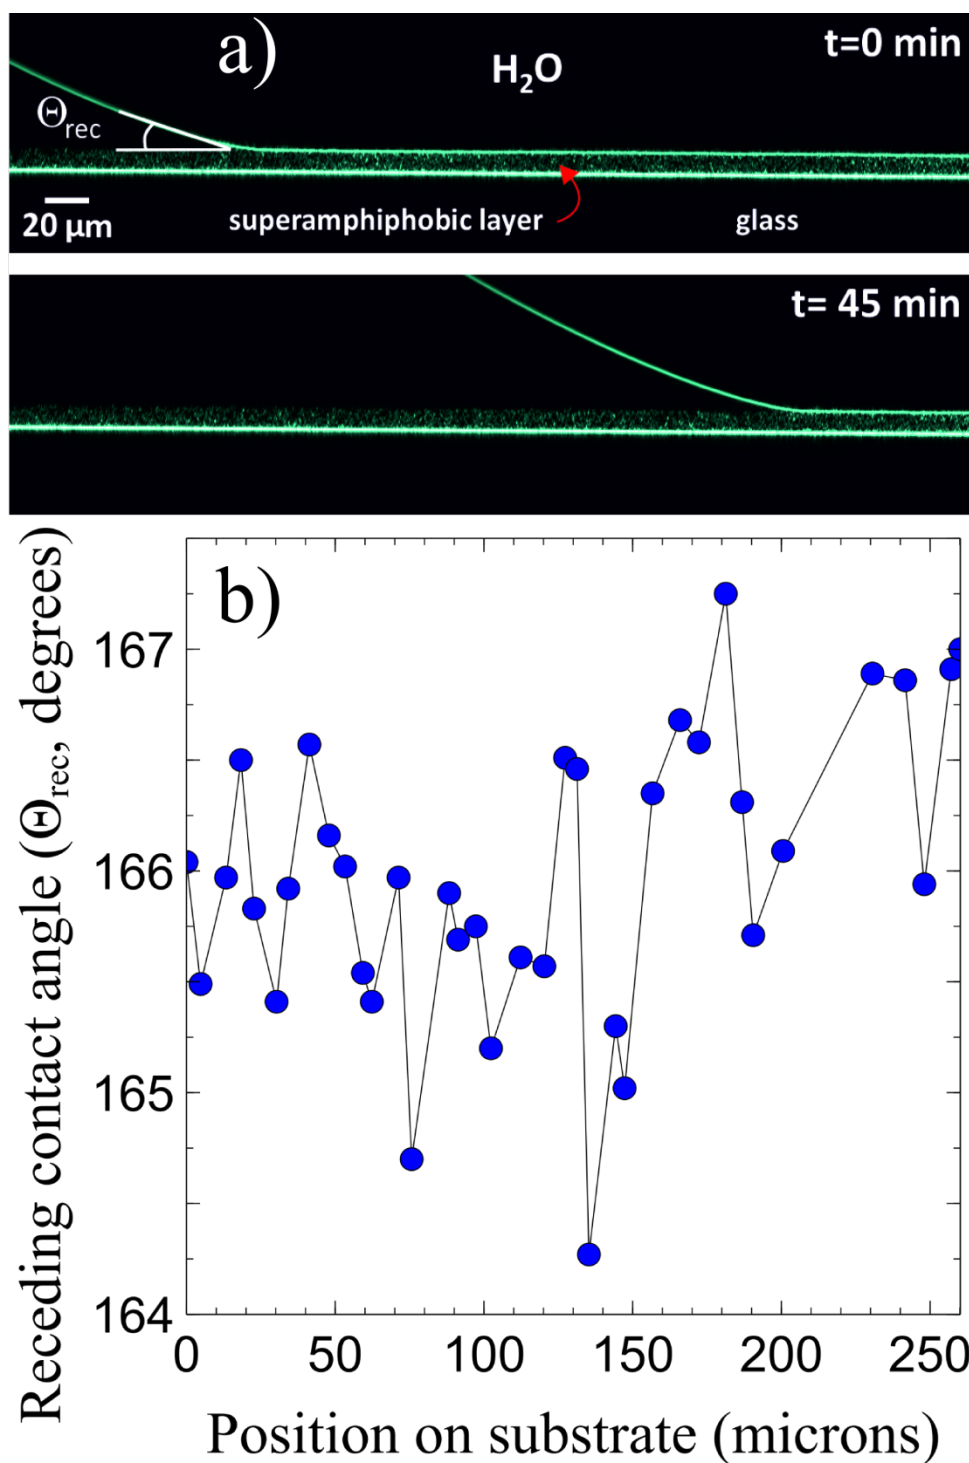 a)
t=0 min
H₂O
Θrec
20 μm
superamphiphobic layer
glass
t= 45 min
b)
Receding contact angle (Θrec, degrees)
167
166
165
164
0 50 100 150 200 250
Position on substrate (microns)